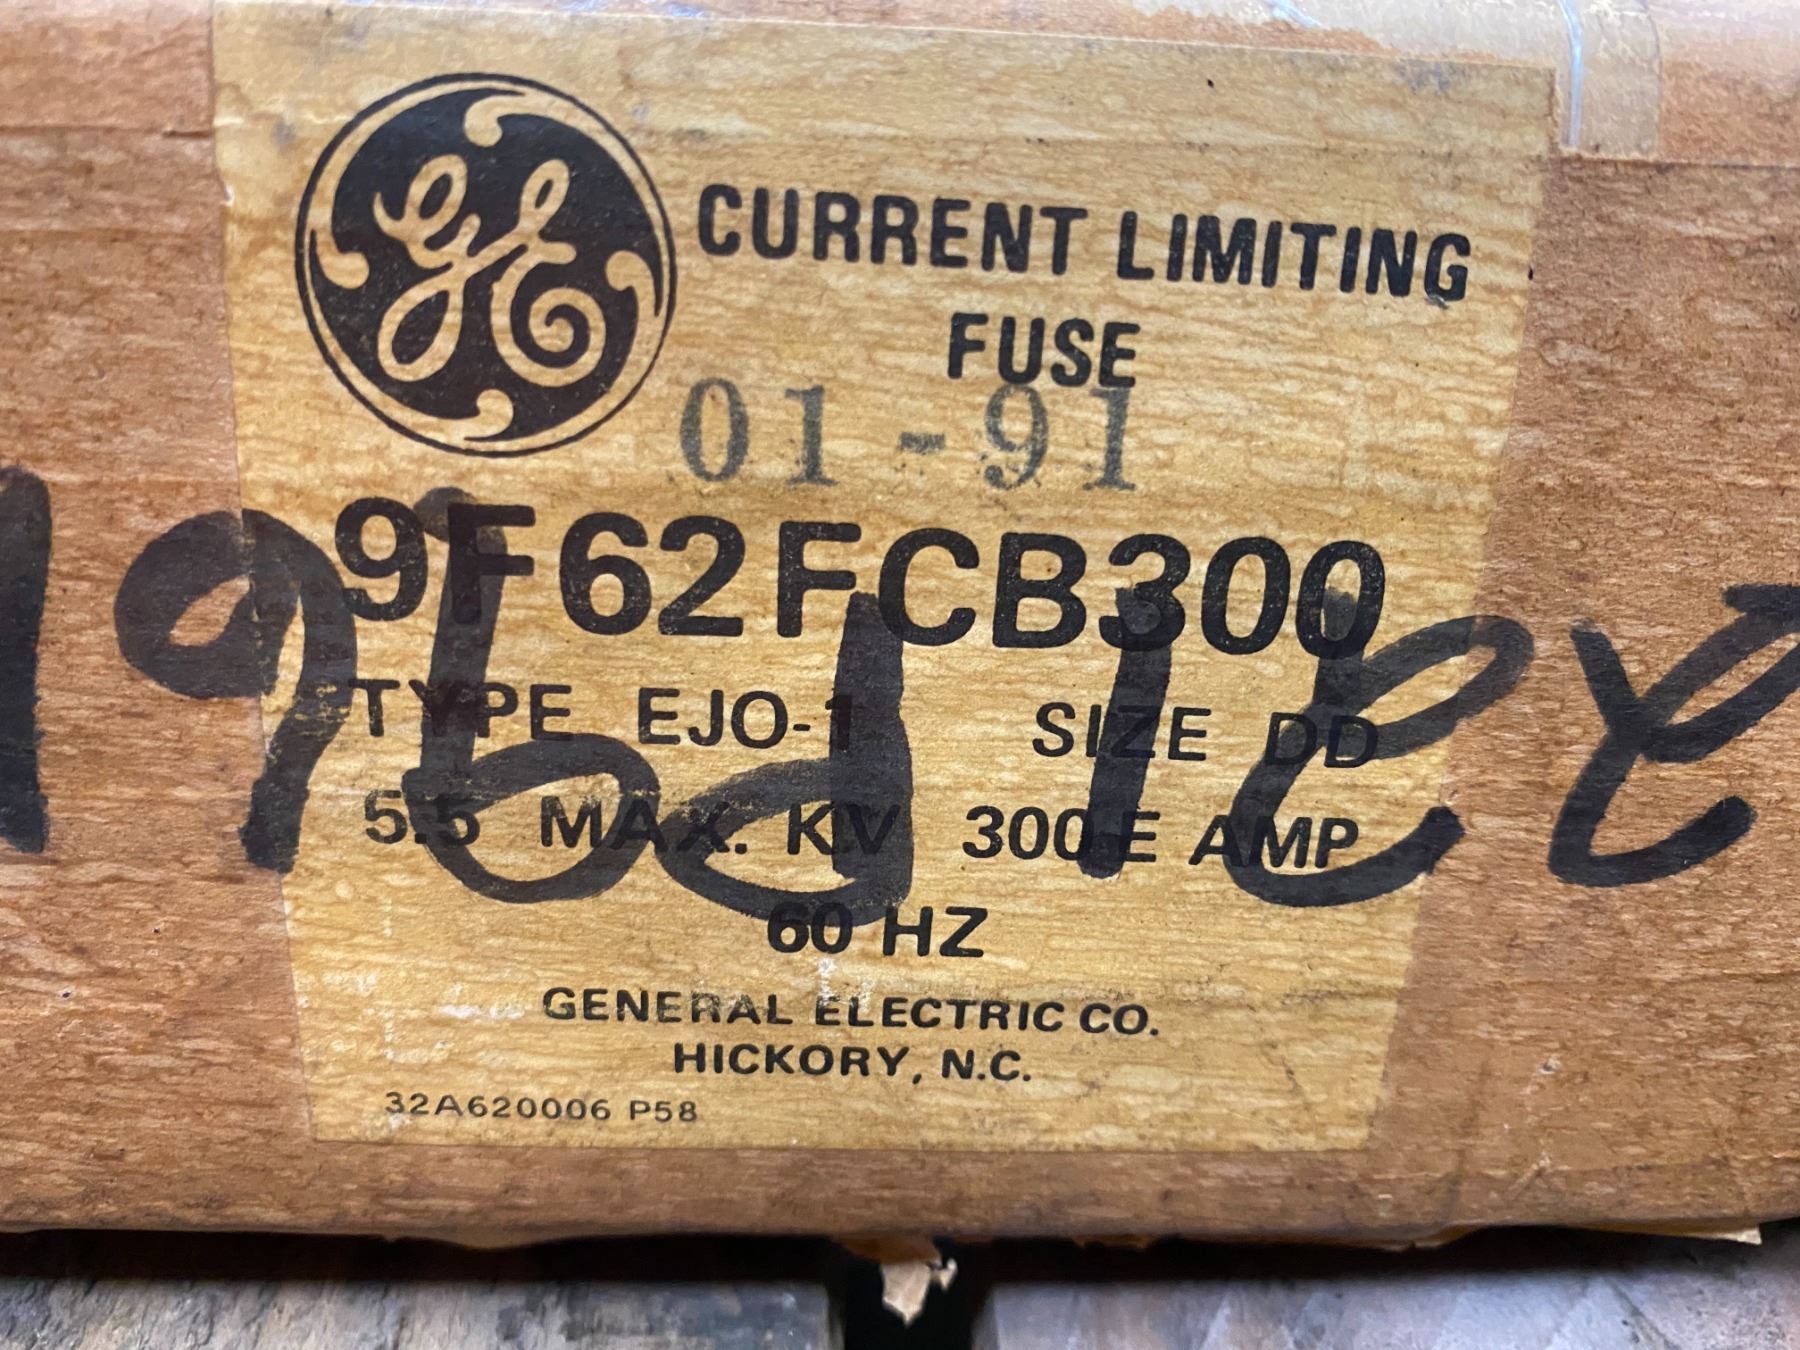 GE CURRENT LIMITING
FUSE
01-91
9F62FCB300
TYPE EJO-1 SIZE DD
5.5 MAX. KV 300E AMP
60 HZ
GENERAL ELECTRIC CO.
HICKORY, N.C.
32A620006 P58